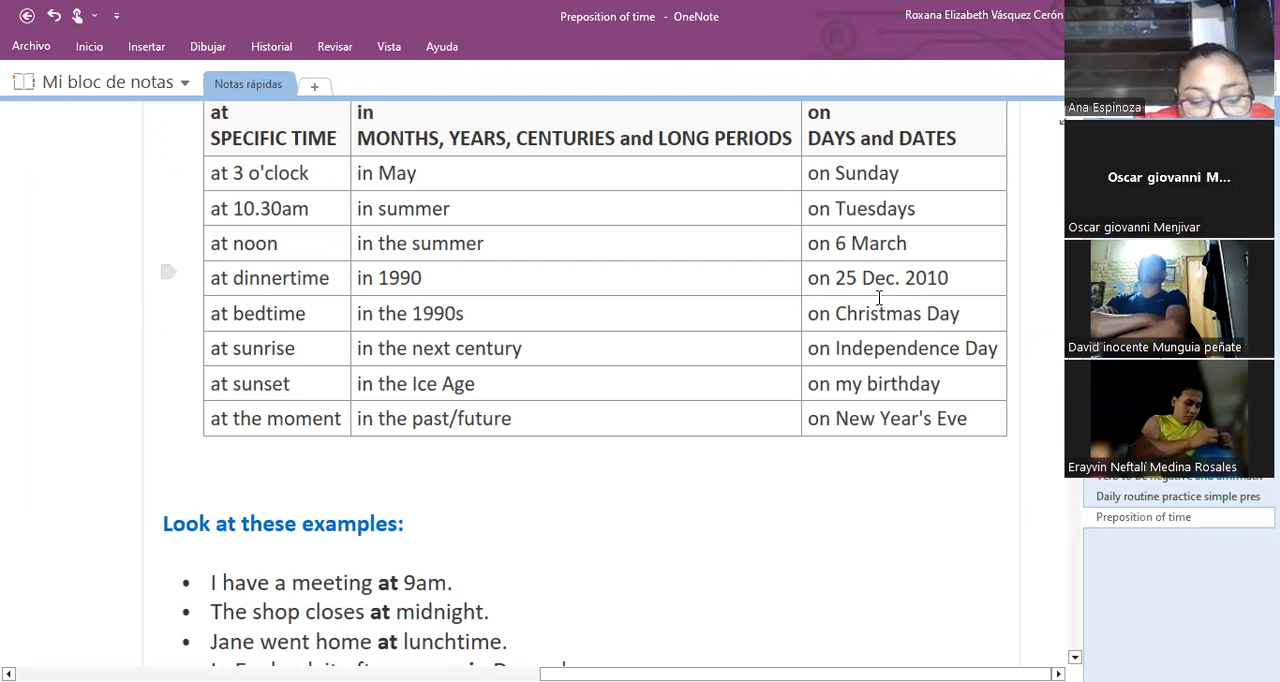 Preposition of time - OneNote
Roxana Elizabeth Vásquez Cerón
Archivo Inicio Insertar Dibujar Historial Revisar Vista Ayuda
Mi bloc de notas
Notas rápidas
+
at in on
SPECIFIC TIME MONTHS, YEARS, CENTURIES and LONG PERIODS DAYS and DATES
at 3 o'clock in May on Sunday
at 10.30am in summer on Tuesdays
at noon in the summer on 6 March
at dinnertime in 1990 on 25 Dec. 2010
at bedtime in the 1990s on Christmas Day
at sunrise in the next century on Independence Day
at sunset in the Ice Age on my birthday
at the moment in the past/future on New Year's Eve
Look at these examples:
• I have a meeting at 9am.
• The shop closes at midnight.
• Jane went home at lunchtime.
Ana Espinoza
Oscar giovanni M...
Oscar giovanni Menjivar
David inocente Munguia peñate
Erayvin Neftalí Medina Rosales
Daily routine practice simple pres
Preposition of time